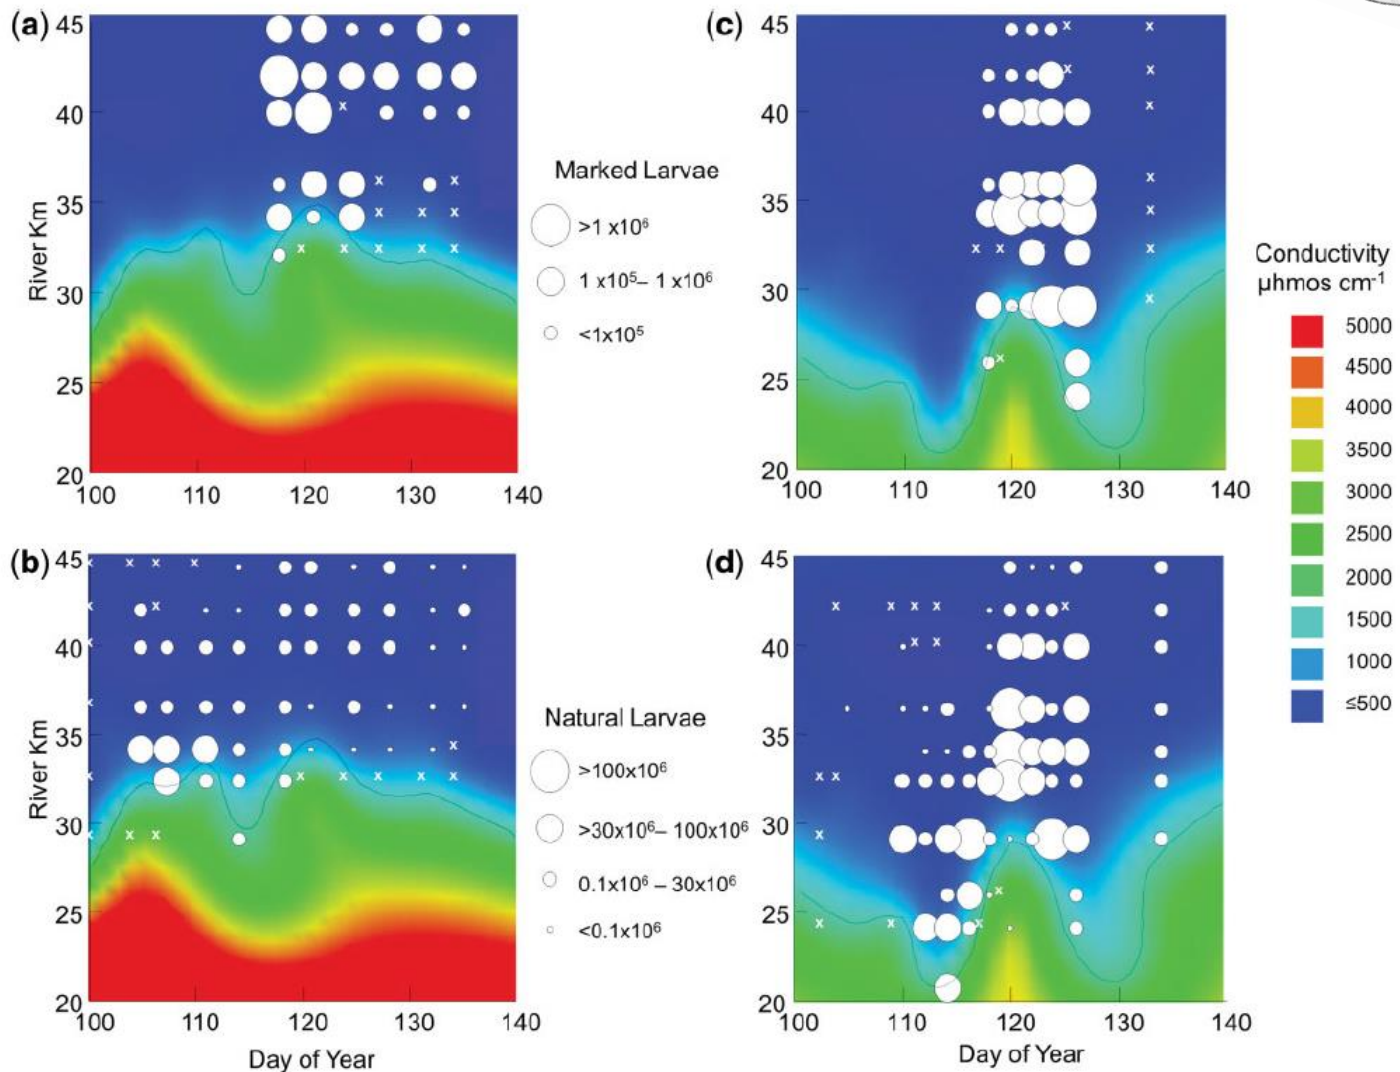 (a)
45
40
35
30
25
20
River Km
100 110 120 130 140
Marked Larvae
>1 x10⁶
1 x10⁵– 1 x10⁶
<1x10⁵
(c)
45
40
35
30
25
20
100 110 120 130 140
Conductivity
µhmos cm⁻¹
5000
4500
4000
3500
3000
2500
2000
1500
1000
≤500
(b)
45
40
35
30
25
20
River Km
100 110 120 130 140
Day of Year
Natural Larvae
>100x10⁶
>30x10⁶– 100x10⁶
0.1x10⁶ – 30x10⁶
<0.1x10⁶
(d)
45
40
35
30
25
20
100 110 120 130 140
Day of Year